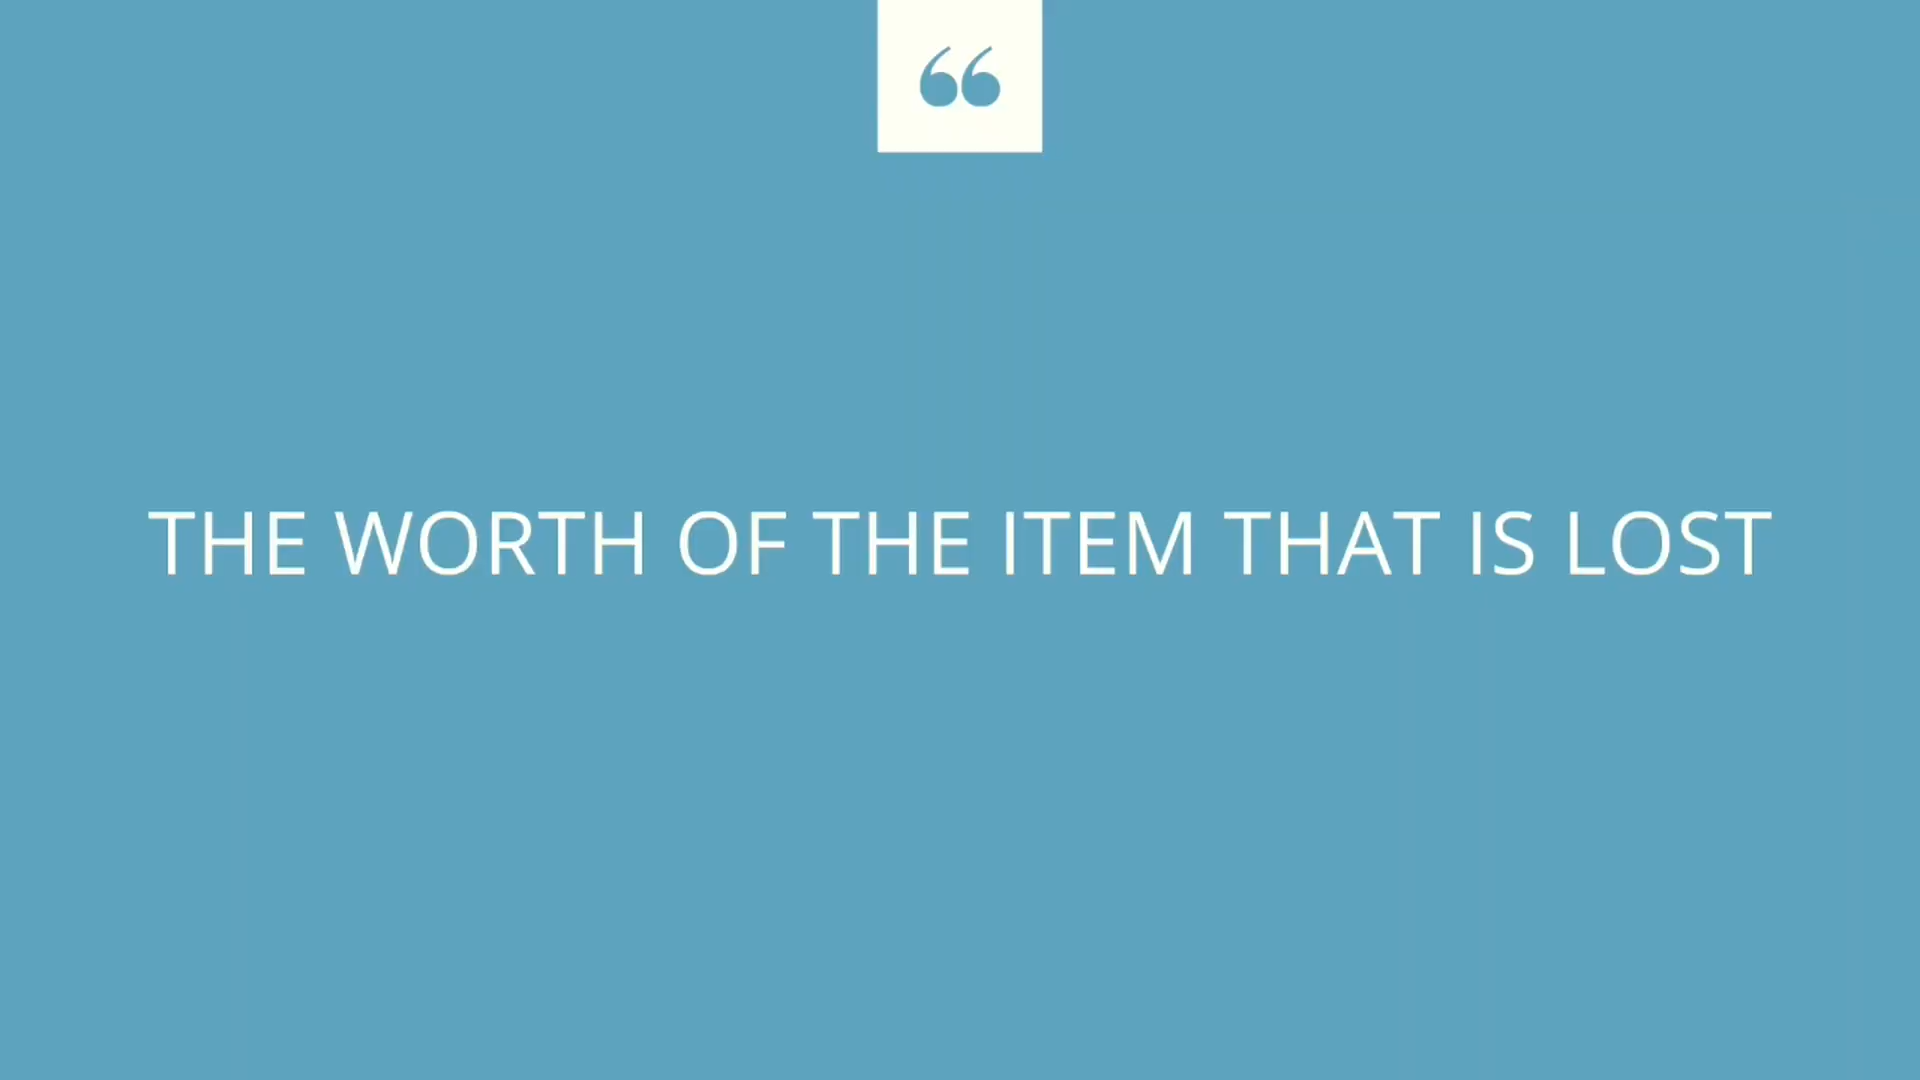 “
THE WORTH OF THE ITEM THAT IS LOST